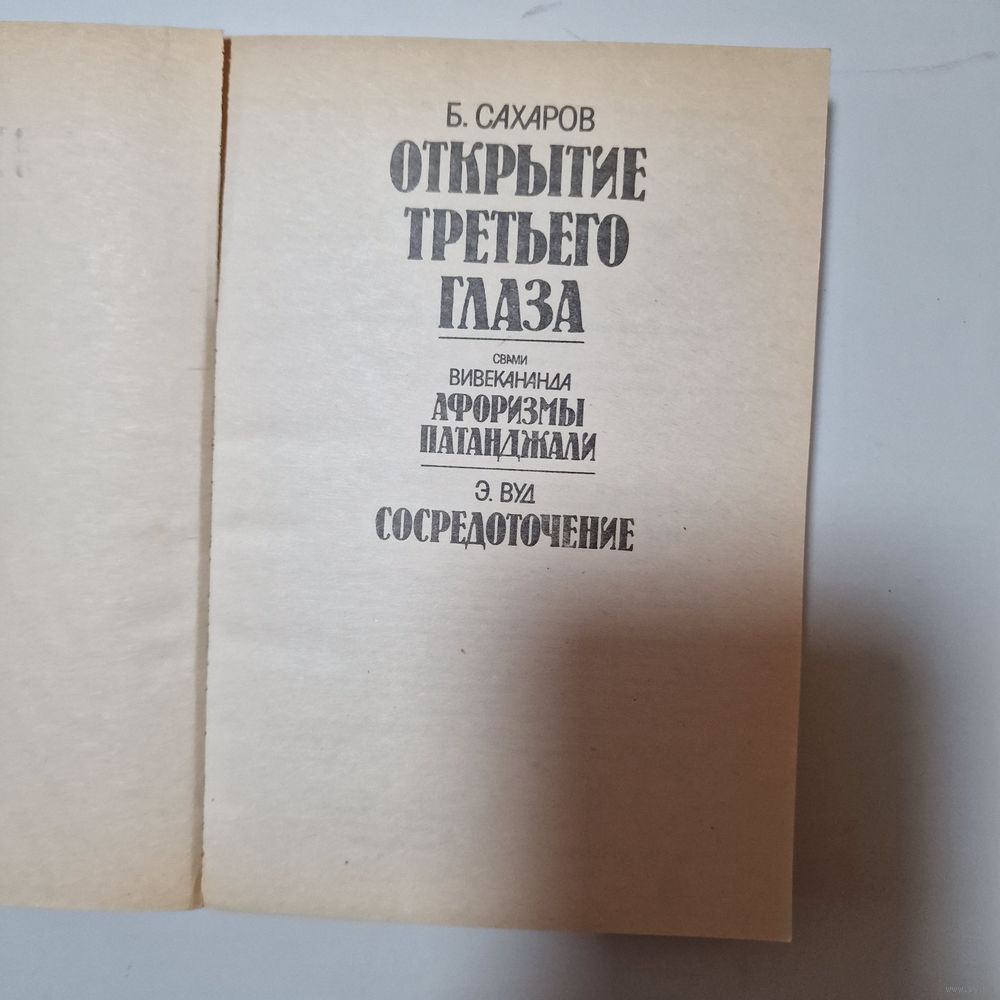 Б. САХАРОВ
ОТКРЫТИЕ
ТРЕТЬЕГО
ГЛАЗА
СВАМИ
ВИВЕКАНАНДА
АФОРИЗМЫ
ПАТАНДЖАЛИ
Э. ВУД
СОСРЕДОТОЧЕНИЕ